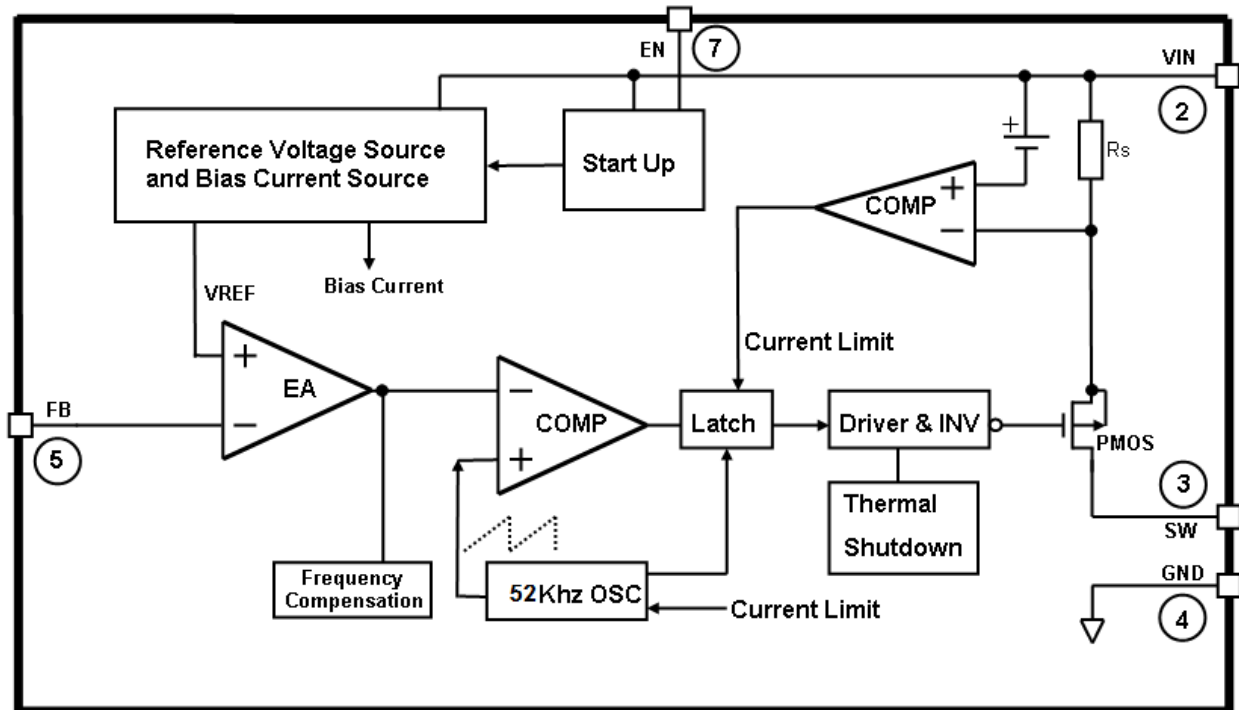 EN
7
VIN
2
Reference Voltage Source
and Bias Current Source
Start Up
+
Rs
+
COMP
−
VREF
Bias Current
Current Limit
+
EA
−
FB
5
−
COMP
+
Latch
Driver & INV
PMOS
3
SW
Thermal
Shutdown
Frequency
Compensation
52Khz OSC
Current Limit
GND
4